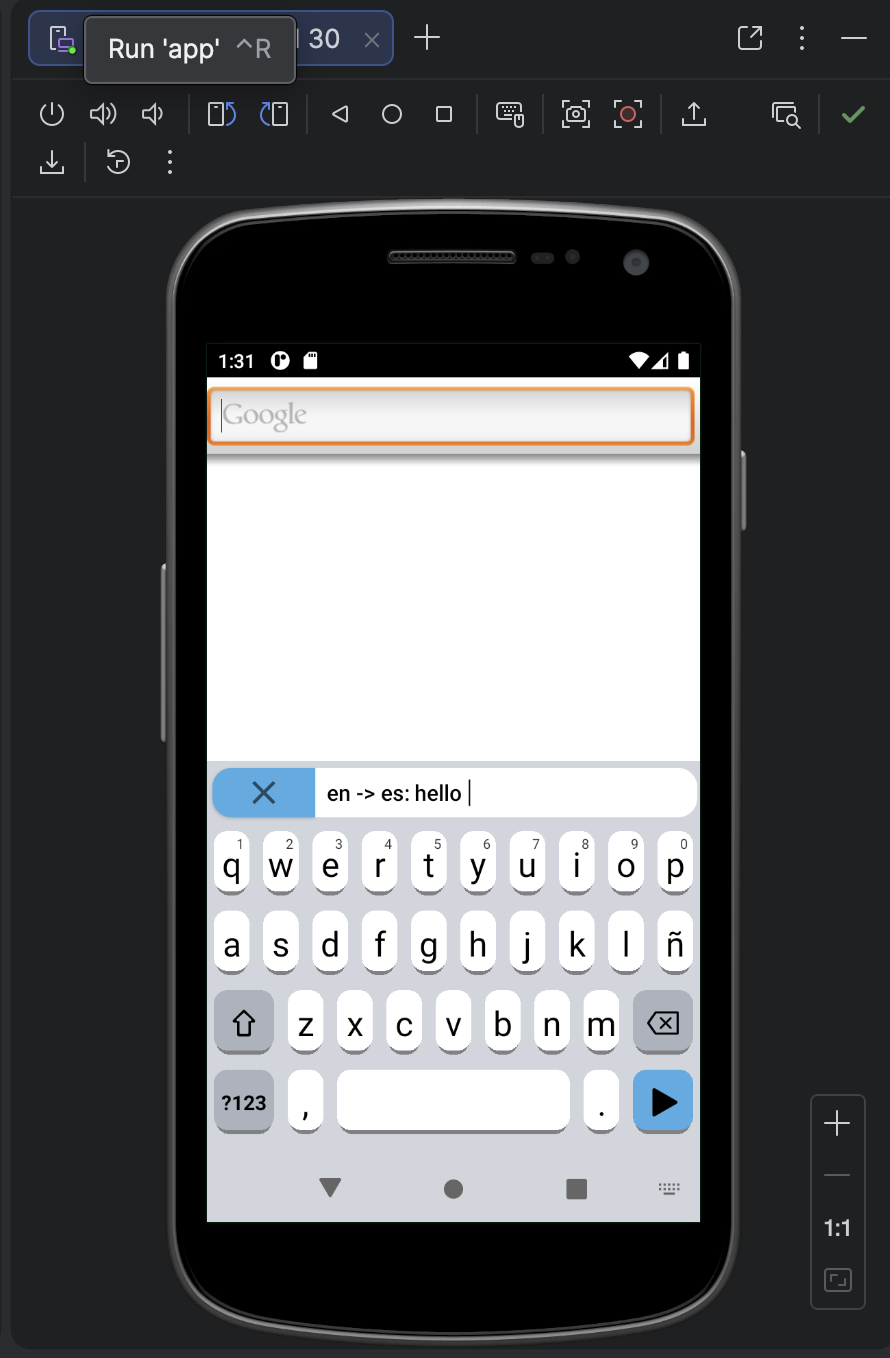 Run 'app' ^R
30
1:31
Google
en -> es: hello
1 2 3 4 5 6 7 8 9 0
q w e r t y u i o p
a s d f g h j k l ñ
z x c v b n m
?123 , .
1:1